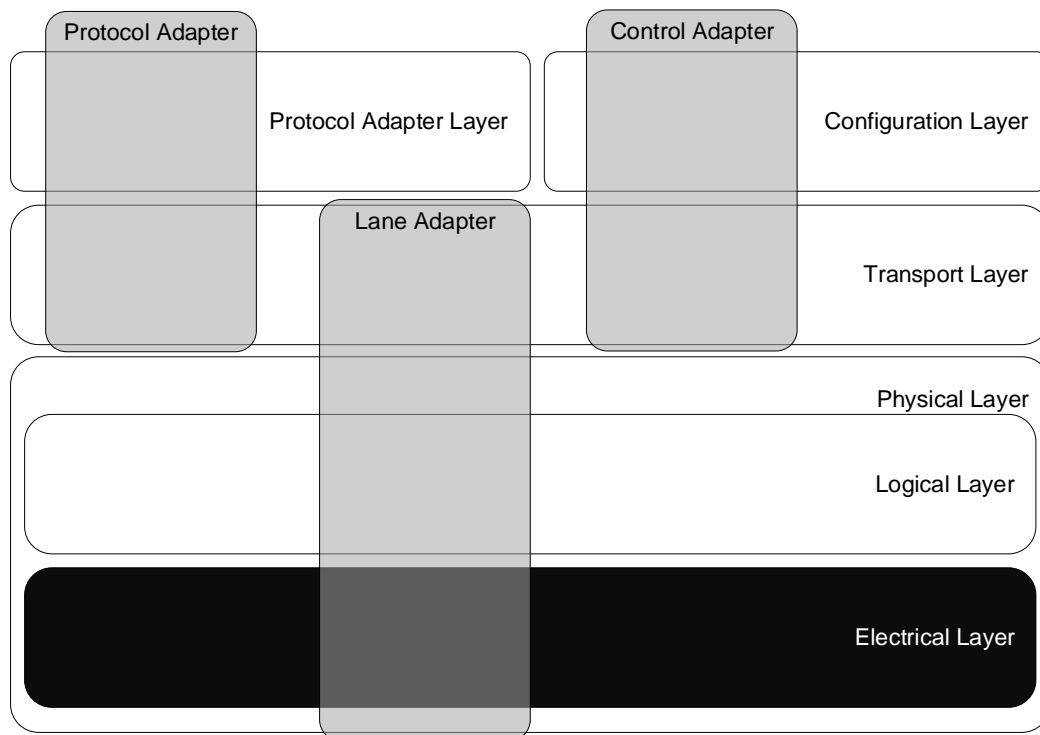 Protocol Adapter
Control Adapter
Protocol Adapter Layer
Configuration Layer
Lane Adapter
Transport Layer
Physical Layer
Logical Layer
Electrical Layer